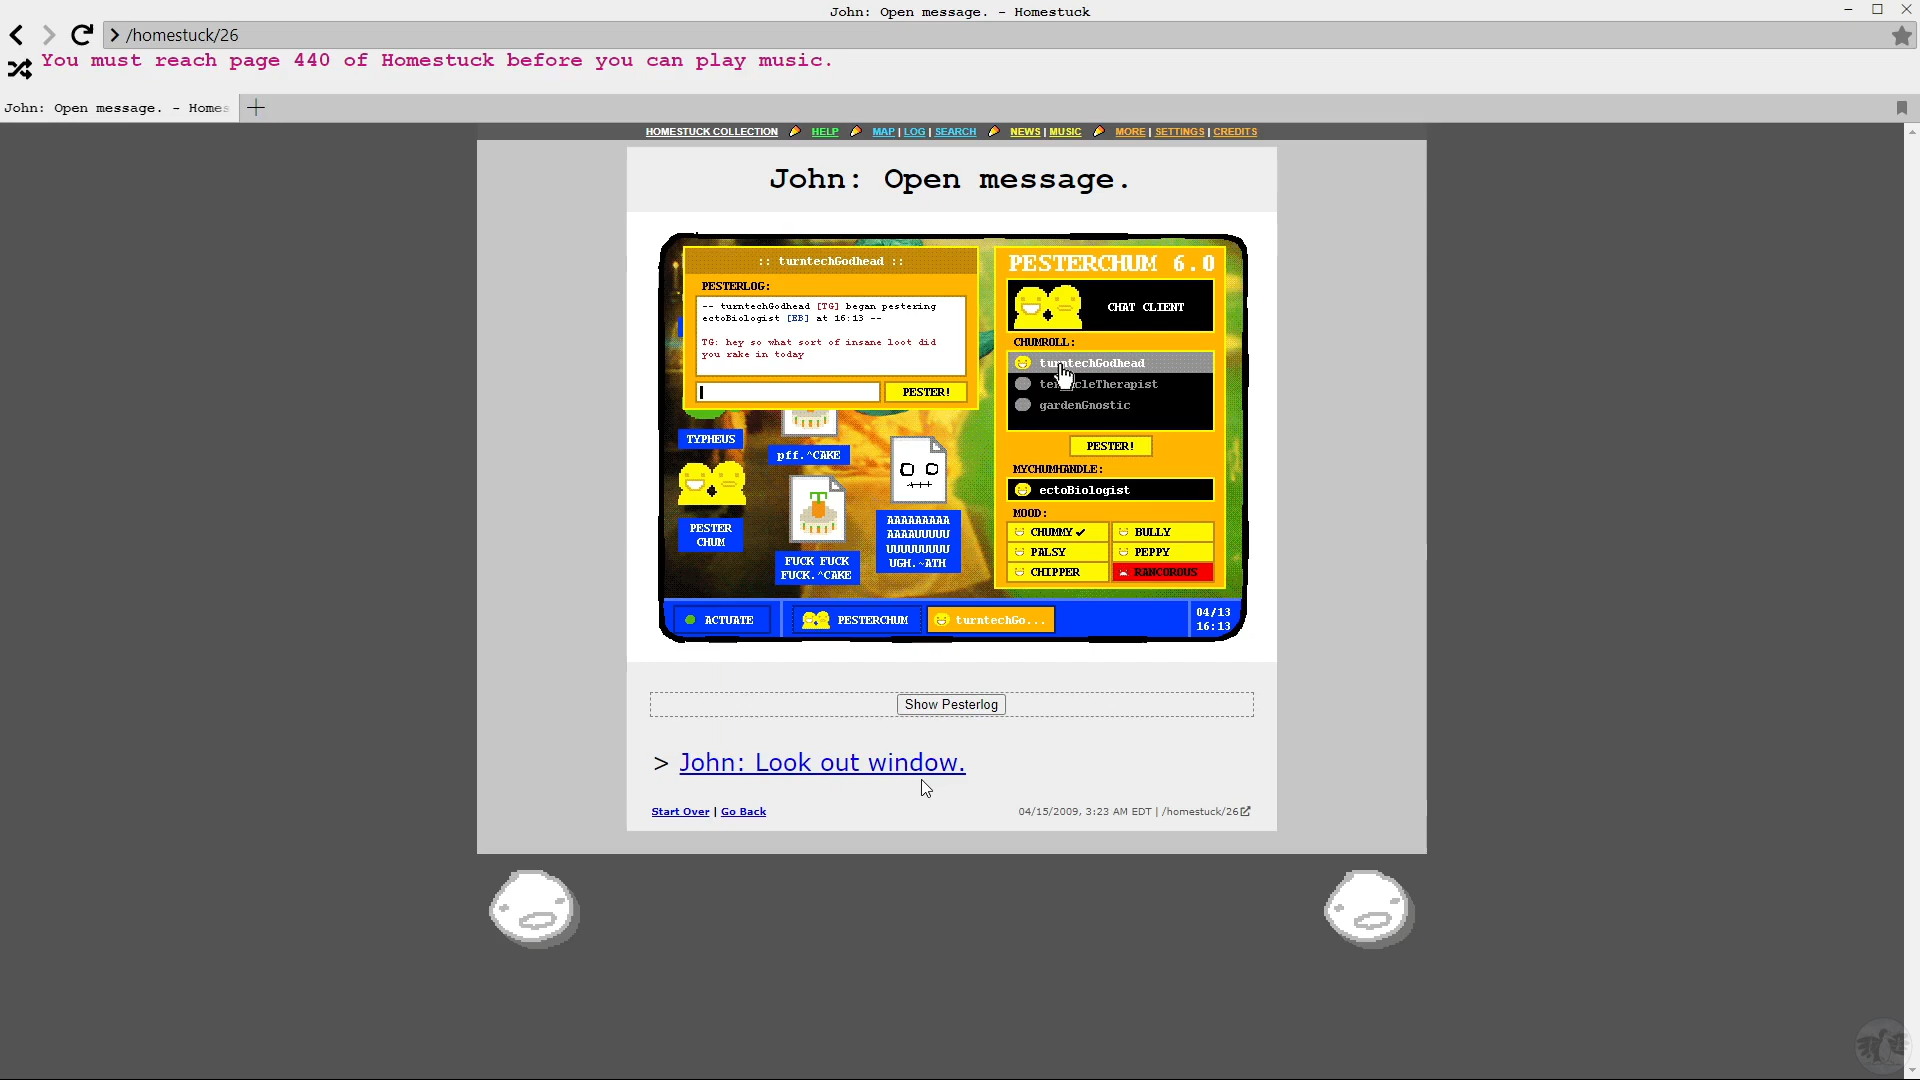 John: Open message. - Homestuck
/homestuck/26
You must reach page 440 of Homestuck before you can play music.
John: Open message. - Homes
HOMESTUCK COLLECTION HELP MAP | LOG | SEARCH NEWS | MUSIC MORE | SETTINGS | CREDITS
John: Open message.
:: turntechGodhead ::
PESTERLOG:
-- turntechGodhead [TG] began pestering
ectoBiologist [EB] at 16:13 --
TG: hey so what sort of insane loot did
you rake in today
PESTER!
PESTERCHUM 6.0
CHAT CLIENT
CHUMROLL:
turntechGodhead
gardenGnostic
PESTER!
MYCHUMHANDLE:
ectoBiologist
MOOD:
CHUMMY BULLY
PALSY PEPPY
CHIPPER RANCOROUS
TYPHEUS
PESTER
CHUM
pff.^CAKE
FUCK FUCK
FUCK.^CAKE
AAAAAAAAA
AAAAUUUUU
UUUUUUUUU
UGH.~ATH
ACTUATE PESTERCHUM turntechGo...
04/13
16:13
Show Pesterlog
> John: Look out window.
Start Over | Go Back
04/15/2009, 3:23 AM EDT | /homestuck/26